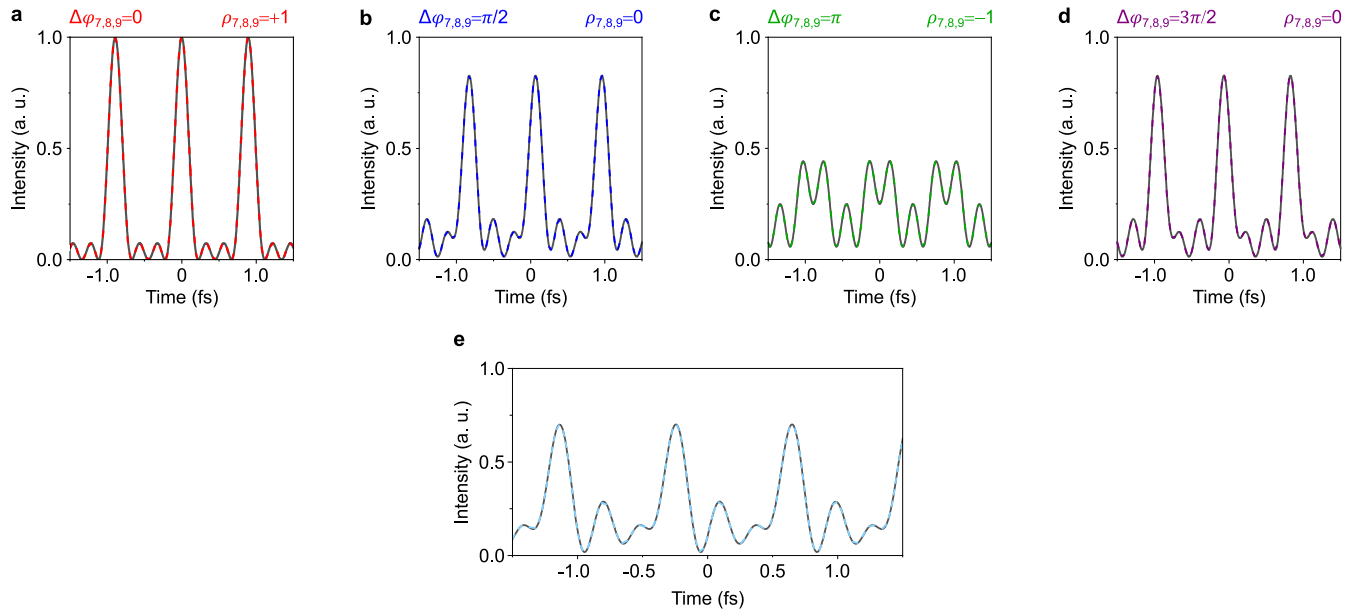 a
Δφ7,8,9=0
ρ7,8,9=+1
1.0
0.5
0.0
Intensity (a. u.)
-1.0
0
1.0
Time (fs)
b
Δφ7,8,9=π/2
ρ7,8,9=0
1.0
0.5
0.0
Intensity (a. u.)
-1.0
0
1.0
Time (fs)
c
Δφ7,8,9=π
ρ7,8,9=−1
1.0
0.5
0.0
Intensity (a. u.)
-1.0
0
1.0
Time (fs)
d
Δφ7,8,9=3π/2
ρ7,8,9=0
1.0
0.5
0.0
Intensity (a. u.)
-1.0
0
1.0
Time (fs)
e
1.0
0.5
0.0
Intensity (a. u.)
-1.0
-0.5
0
0.5
1.0
Time (fs)